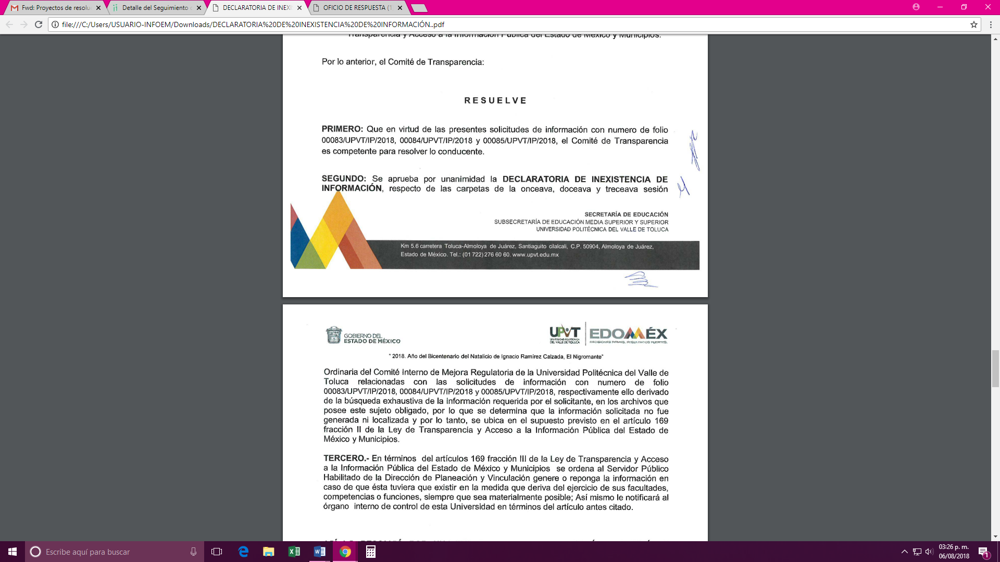 Fwd: Proyectos de resolu
Detalle del Seguimiento
DECLARATORIA DE INEXI
OFICIO DE RESPUESTA (1
file:///C:/Users/USUARIO-INFOEM/Downloads/DECLARATORIA%20DE%20INEXISTENCIA%20DE%20INFORMACIÓN..pdf
Transparencia y Acceso a la Información Pública del Estado de México y Municipios.
Por lo anterior, el Comité de Transparencia:
R E S U E L V E
PRIMERO: Que en virtud de las presentes solicitudes de información con numero de folio
00083/UPVT/IP/2018, 00084/UPVT/IP/2018 y 00085/UPVT/IP/2018, el Comité de Transparencia
es competente para resolver lo conducente.
SEGUNDO: Se aprueba por unanimidad la DECLARATORIA DE INEXISTENCIA DE
INFORMACIÓN, respecto de las carpetas de la onceava, doceava y treceava sesión
SECRETARÍA DE EDUCACIÓN
SUBSECRETARÍA DE EDUCACIÓN MEDIA SUPERIOR Y SUPERIOR
UNIVERSIDAD POLITÉCNICA DEL VALLE DE TOLUCA
Km 5.6 carretera Toluca-Almoloya de Juárez, Santiaguito cilalcali, C.P. 50904, Almoloya de Juárez,
Estado de México. Tel.: (01 722) 276 60 60. www.upvt.edu.mx
GOBIERNO DEL
ESTADO DE MÉXICO
UPVT
UNIVERSIDAD POLITÉCNICA
DEL VALLE DE TOLUCA
EDOMÉX
DECISIONES FIRMES, RESULTADOS FUERTES.
" 2018. Año del Bicentenario del Natalicio de Ignacio Ramírez Calzada, El Nigromante"
Ordinaria del Comité Interno de Mejora Regulatoria de la Universidad Politécnica del Valle de
Toluca relacionadas con las solicitudes de información con numero de folio
00083/UPVT/IP/2018, 00084/UPVT/IP/2018 y 00085/UPVT/IP/2018, respectivamente ello derivado
de la búsqueda exhaustiva de la información requerida por el solicitante, en los archivos que
posee este sujeto obligado, por lo que se determina que la información solicitada no fue
generada ni localizada y por lo tanto, se ubica en el supuesto previsto en el artículo 169
fracción II de la Ley de Transparencia y Acceso a la Información Pública del Estado de
México y Municipios.
TERCERO.- En términos del artículos 169 fracción III de la Ley de Transparencia y Acceso
a la Información Pública del Estado de México y Municipios se ordena al Servidor Público
Habilitado de la Dirección de Planeación y Vinculación genere o reponga la información en
caso de que ésta tuviera que existir en la medida que deriva del ejercicio de sus facultades,
competencias o funciones, siempre que sea materialmente posible; Así mismo le notificará al
órgano interno de control de esta Universidad en términos del artículo antes citado.
Escribe aquí para buscar
03:26 p. m.
06/08/2018
1